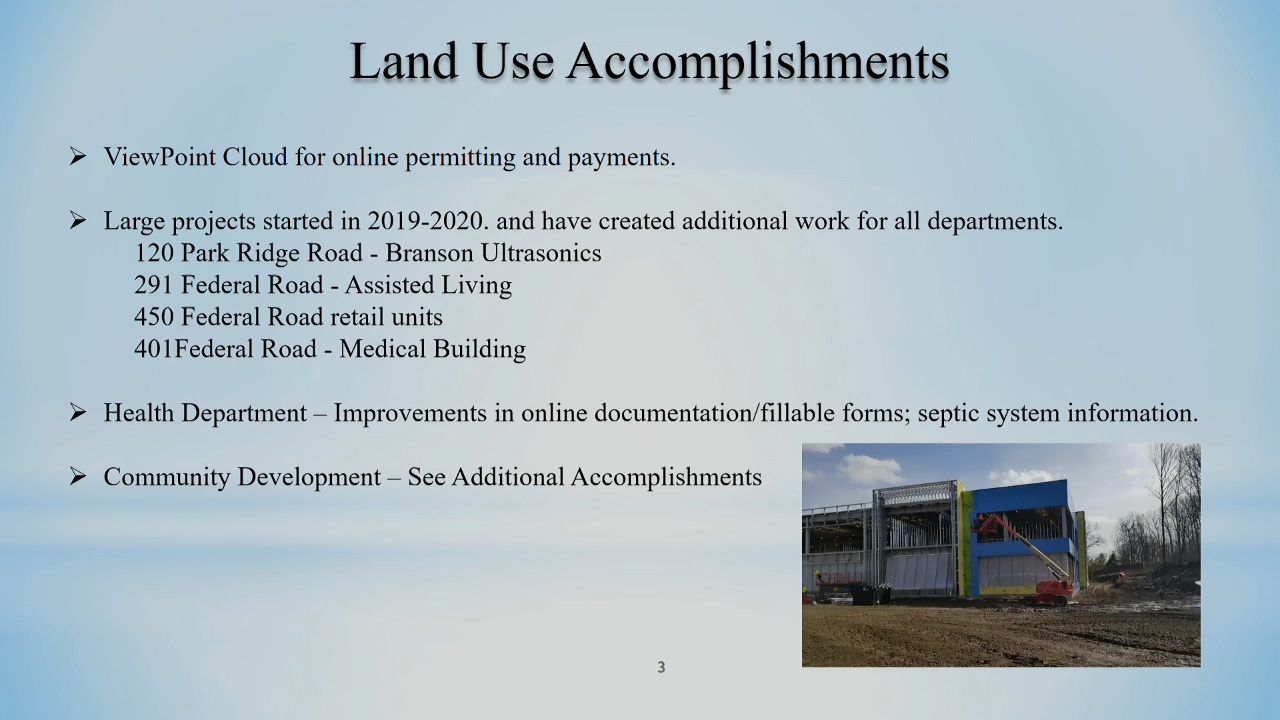 Land Use Accomplishments
➢ ViewPoint Cloud for online permitting and payments.
➢ Large projects started in 2019-2020. and have created additional work for all departments.
120 Park Ridge Road - Branson Ultrasonics
291 Federal Road - Assisted Living
450 Federal Road retail units
401Federal Road - Medical Building
➢ Health Department – Improvements in online documentation/fillable forms; septic system information.
➢ Community Development – See Additional Accomplishments
3